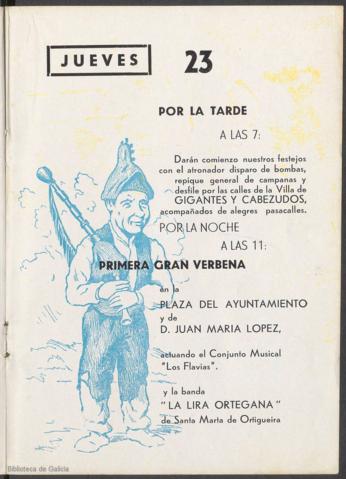 JUEVES 23
POR LA TARDE
A LAS 7:
Darán comienzo nuestros festejos
con el atronador disparo de bombas,
repique general de campanas y
desfile por las calles de la Villa de
GIGANTES Y CABEZUDOS,
acompañados de alegres pasacalles.
POR LA NOCHE
A LAS 11:
PRIMERA GRAN VERBENA
en la
PLAZA DEL AYUNTAMIENTO
y de
D. JUAN MARIA LOPEZ,
actuando el Conjunto Musical
"Los Flavias".
y la banda
"LA LIRA ORTEGANA"
de Santa Marta de Ortigueira
Biblioteca de Galicia